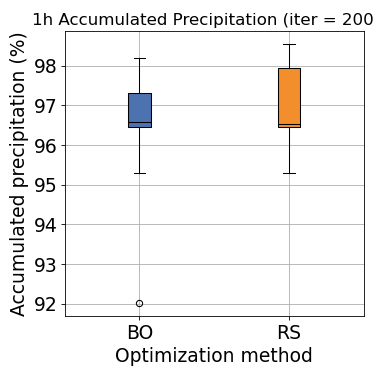 1h Accumulated Precipitation (iter = 200
Accumulated precipitation (%)
98
97
96
95
94
93
92
BO RS
Optimization method